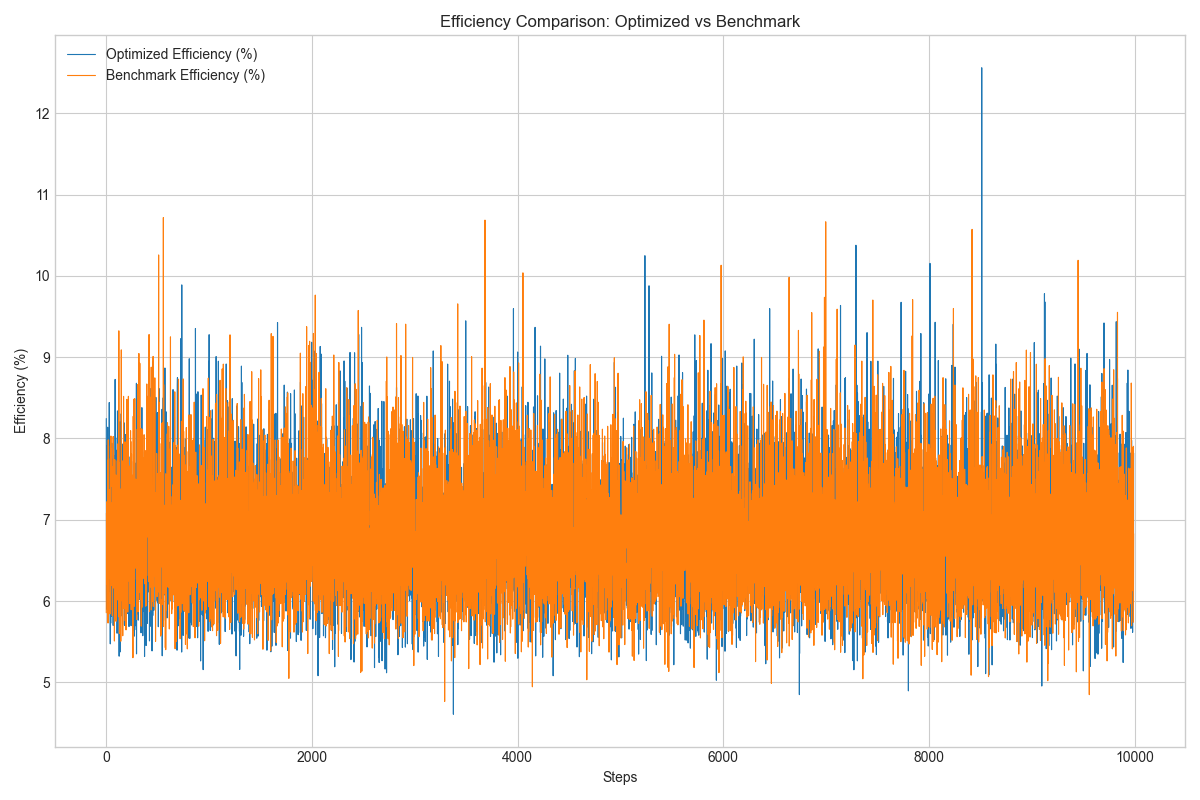 Efficiency Comparison: Optimized vs Benchmark
Optimized Efficiency (%)
Benchmark Efficiency (%)
12
11
10
9
8
7
6
5
Efficiency (%)
0 2000 4000 6000 8000 10000
Steps